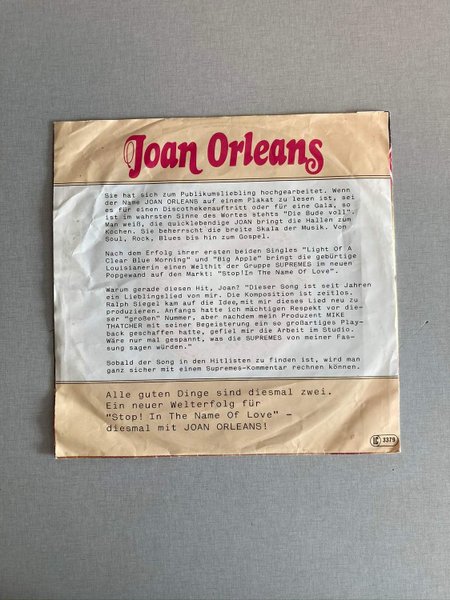 Joan Orleans
Sie hat sich zum Publikumsliebling hochgearbeitet. Wenn
der Name JOAN ORLEANS auf einem Plakat zu lesen ist, sei
es für einen Discothekenauftritt oder für eine Gala, so
ist im wahrsten Sinne des Wortes stehts "Die Bude voll".
Man weiß, die quicklebendige JOAN bringt die Hallen zum
Kochen. Sie beherrscht die breite Skala der Musik. Von
Soul, Rock, Blues bis hin zum Gospel.
Nach dem Erfolg ihrer ersten beiden Singles "Light Of A
Clear Blue Morning" und "Big Apple" bringt die gebürtige
Louisianerin einen Welthit der Gruppe SUPREMES im neuen
Popgewand auf den Markt: "Stop!In The Name Of Love".
Warum gerade diesen Hit, Joan? "Dieser Song ist seit Jahren
ein Lieblingslied von mir. Die Komposition ist zeitlos.
Ralph Siegel kam auf die Idee, mit mir dieses Lied neu zu
produzieren. Anfangs hatte ich mächtigen Respekt vor die-
ser "großen" Nummer, aber nachdem mein Produzent MIKE
THATCHER mit seiner Begeisterung ein so großartiges Play-
back geschaffen hatte, gefiel mir die Arbeit im Studio.
Wäre nur mal gespannt, was die SUPREMES von meiner Fas-
sung sagen würden."
Sobald der Song in den Hitlisten zu finden ist, wird man
ganz sicher mit einem Supremes-Kommentar rechnen können.
Alle guten Dinge sind diesmal zwei.
Ein neuer Welterfolg für
"Stop! In The Name Of Love" –
diesmal mit JOAN ORLEANS!
LC 3379